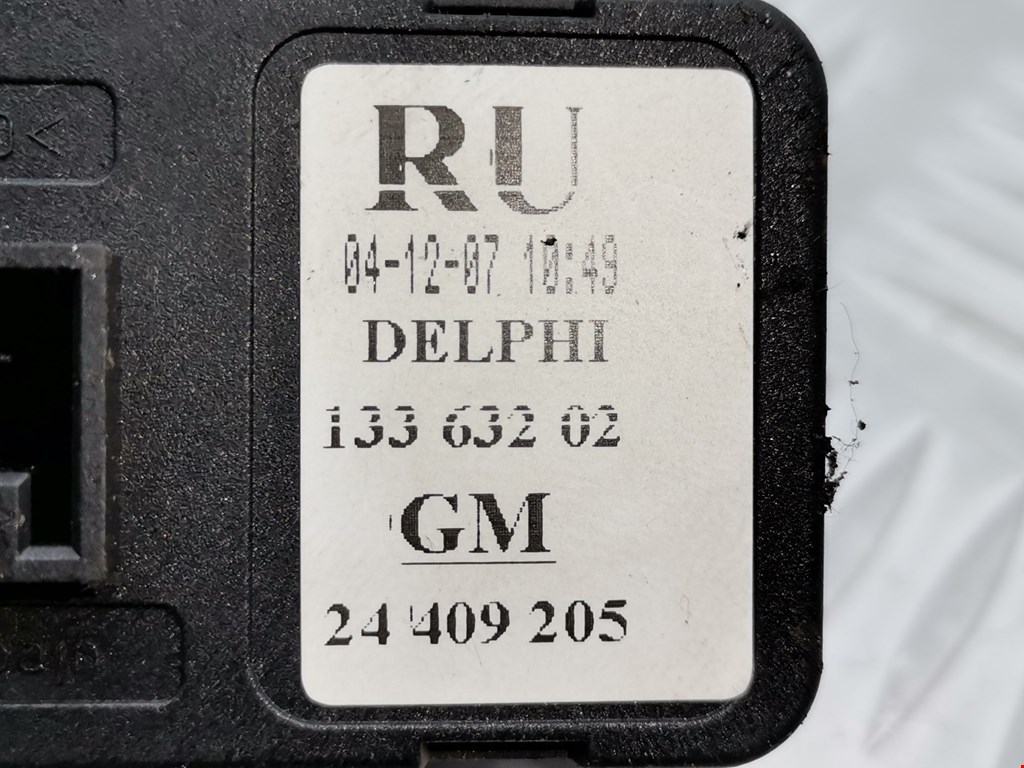 RU
04-12-07 10:49
DELPHI
133 632 02
GM
24 409 205